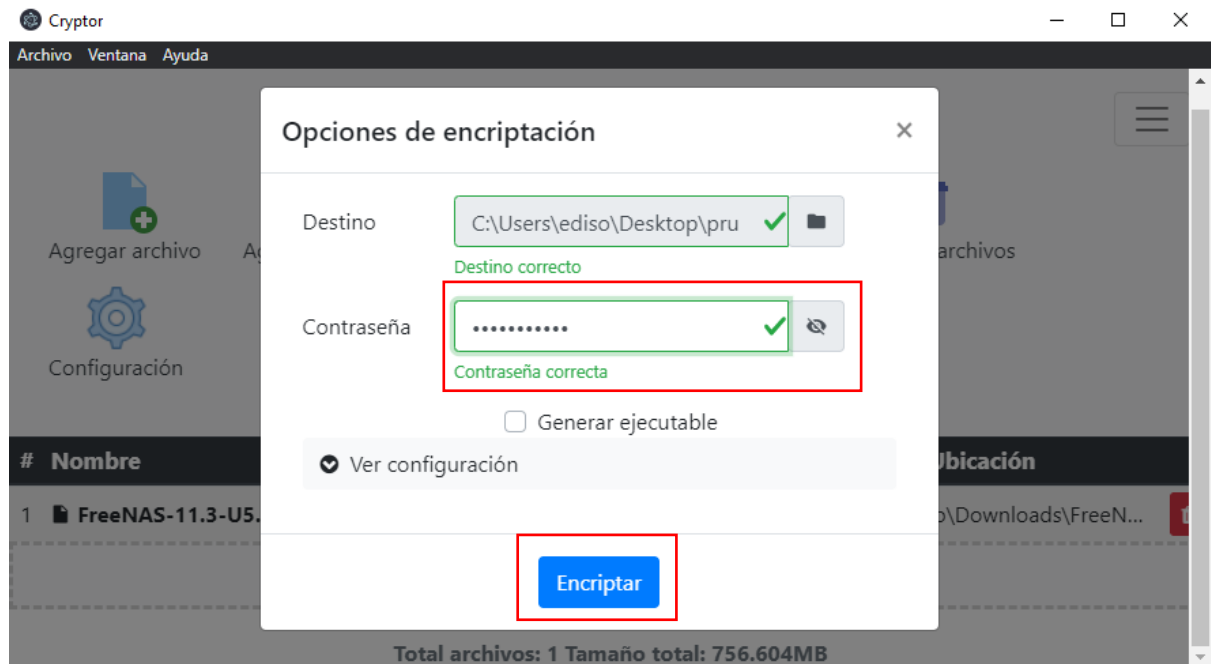 Cryptor
Archivo Ventana Ayuda
Opciones de encriptación
Destino
C:\Users\ediso\Desktop\pru
Destino correcto
Agregar archivo
archivos
Contraseña
•••••••••••
Contraseña correcta
Configuración
Generar ejecutable
Ver configuración
# Nombre
1 FreeNAS-11.3-U5.
\Downloads\FreeN...
Encriptar
Total archivos: 1 Tamaño total: 756.604MB